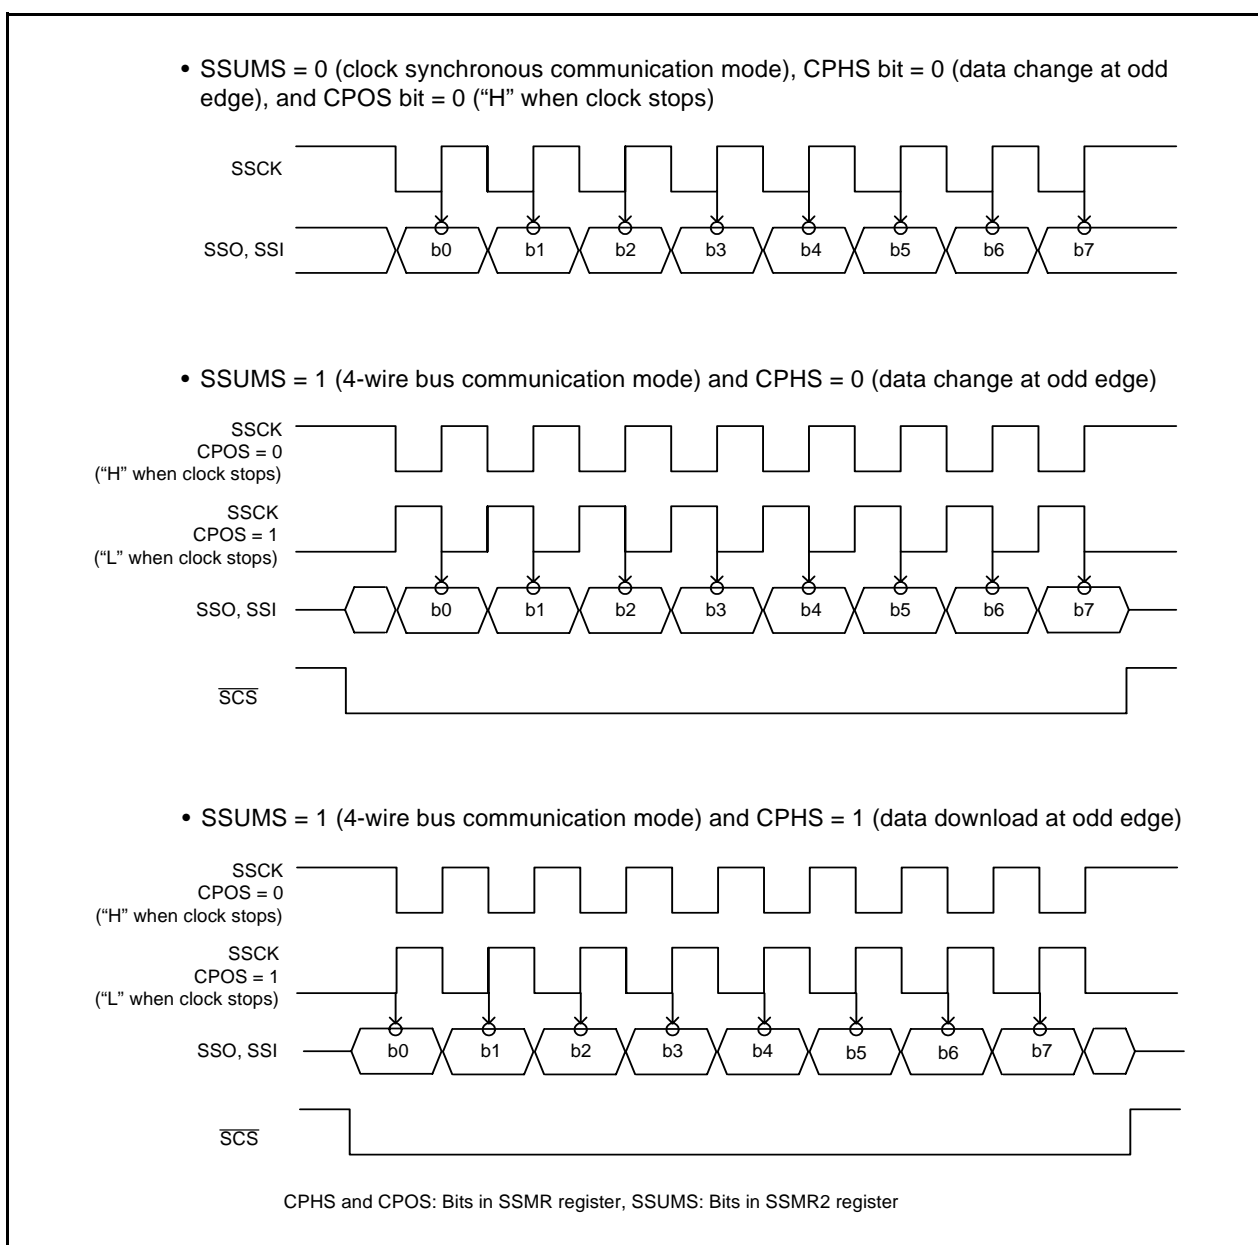 • SSUMS = 0 (clock synchronous communication mode), CPHS bit = 0 (data change at odd
edge), and CPOS bit = 0 (“H” when clock stops)
SSCK
SSO, SSI
b0 b1 b2 b3 b4 b5 b6 b7
• SSUMS = 1 (4-wire bus communication mode) and CPHS = 0 (data change at odd edge)
SSCK
CPOS = 0
(“H” when clock stops)
SSCK
CPOS = 1
(“L” when clock stops)
SSO, SSI
b0 b1 b2 b3 b4 b5 b6 b7
SCS
• SSUMS = 1 (4-wire bus communication mode) and CPHS = 1 (data download at odd edge)
SSCK
CPOS = 0
(“H” when clock stops)
SSCK
CPOS = 1
(“L” when clock stops)
SSO, SSI
b0 b1 b2 b3 b4 b5 b6 b7
SCS
CPHS and CPOS: Bits in SSMR register, SSUMS: Bits in SSMR2 register